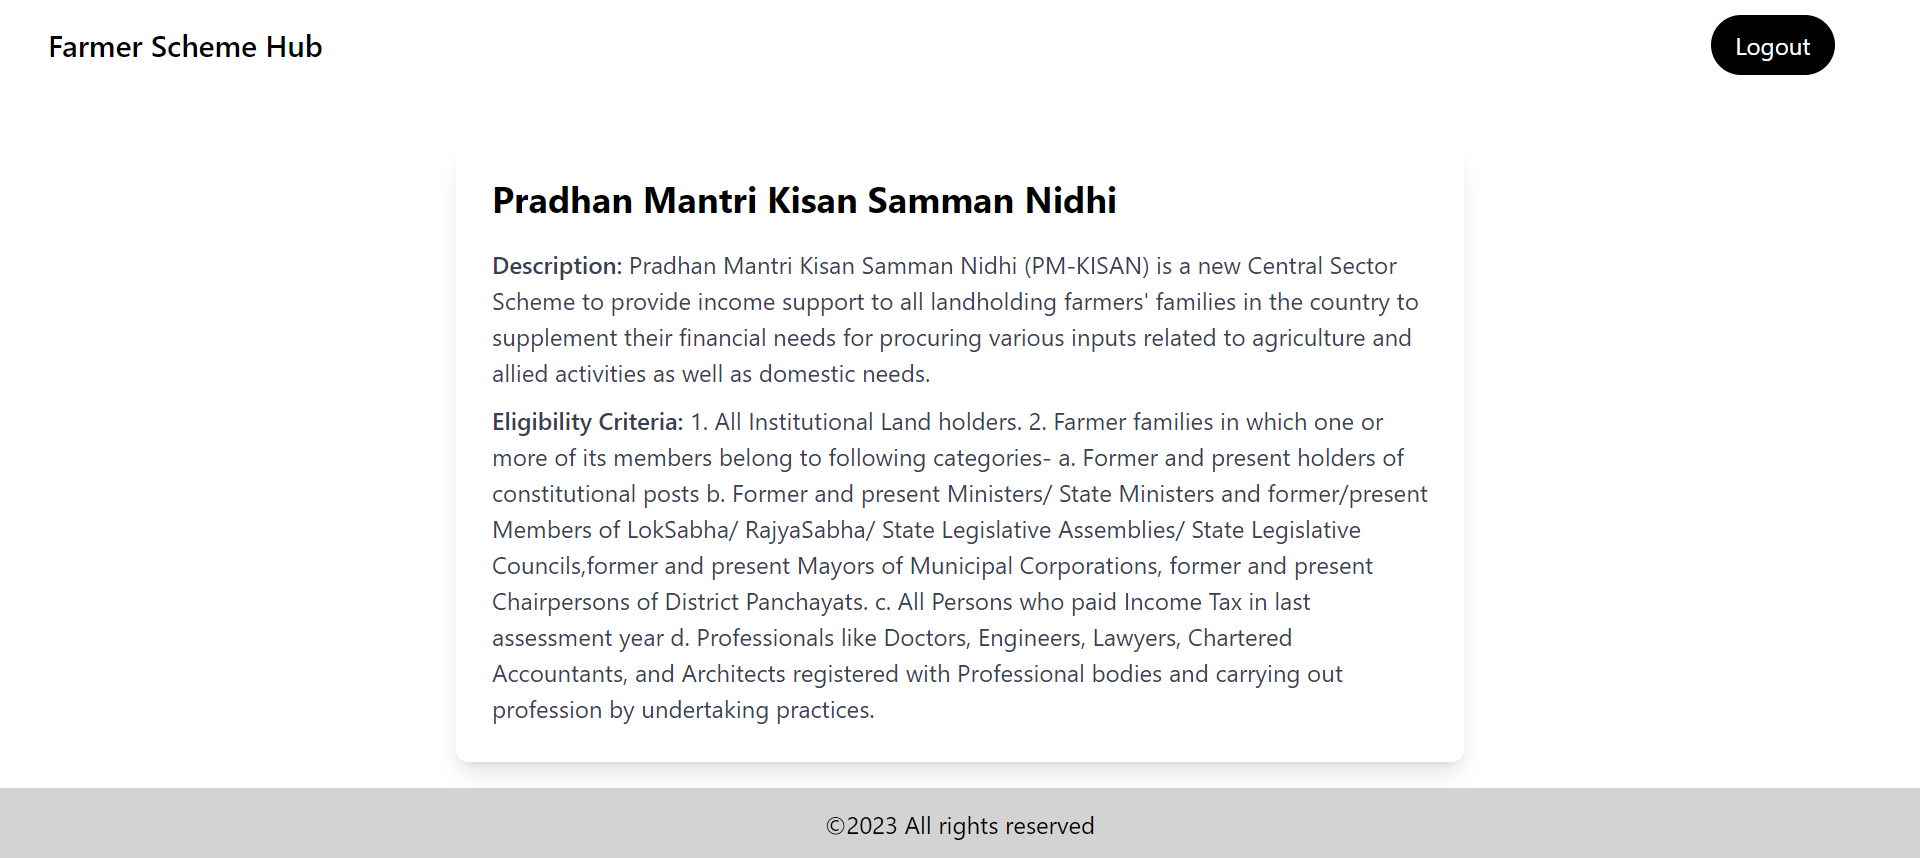 Farmer Scheme Hub
Logout
Pradhan Mantri Kisan Samman Nidhi
Description: Pradhan Mantri Kisan Samman Nidhi (PM-KISAN) is a new Central Sector
Scheme to provide income support to all landholding farmers' families in the country to
supplement their financial needs for procuring various inputs related to agriculture and
allied activities as well as domestic needs.
Eligibility Criteria: 1. All Institutional Land holders. 2. Farmer families in which one or
more of its members belong to following categories- a. Former and present holders of
constitutional posts b. Former and present Ministers/ State Ministers and former/present
Members of LokSabha/ RajyaSabha/ State Legislative Assemblies/ State Legislative
Councils,former and present Mayors of Municipal Corporations, former and present
Chairpersons of District Panchayats. c. All Persons who paid Income Tax in last
assessment year d. Professionals like Doctors, Engineers, Lawyers, Chartered
Accountants, and Architects registered with Professional bodies and carrying out
profession by undertaking practices.
©2023 All rights reserved